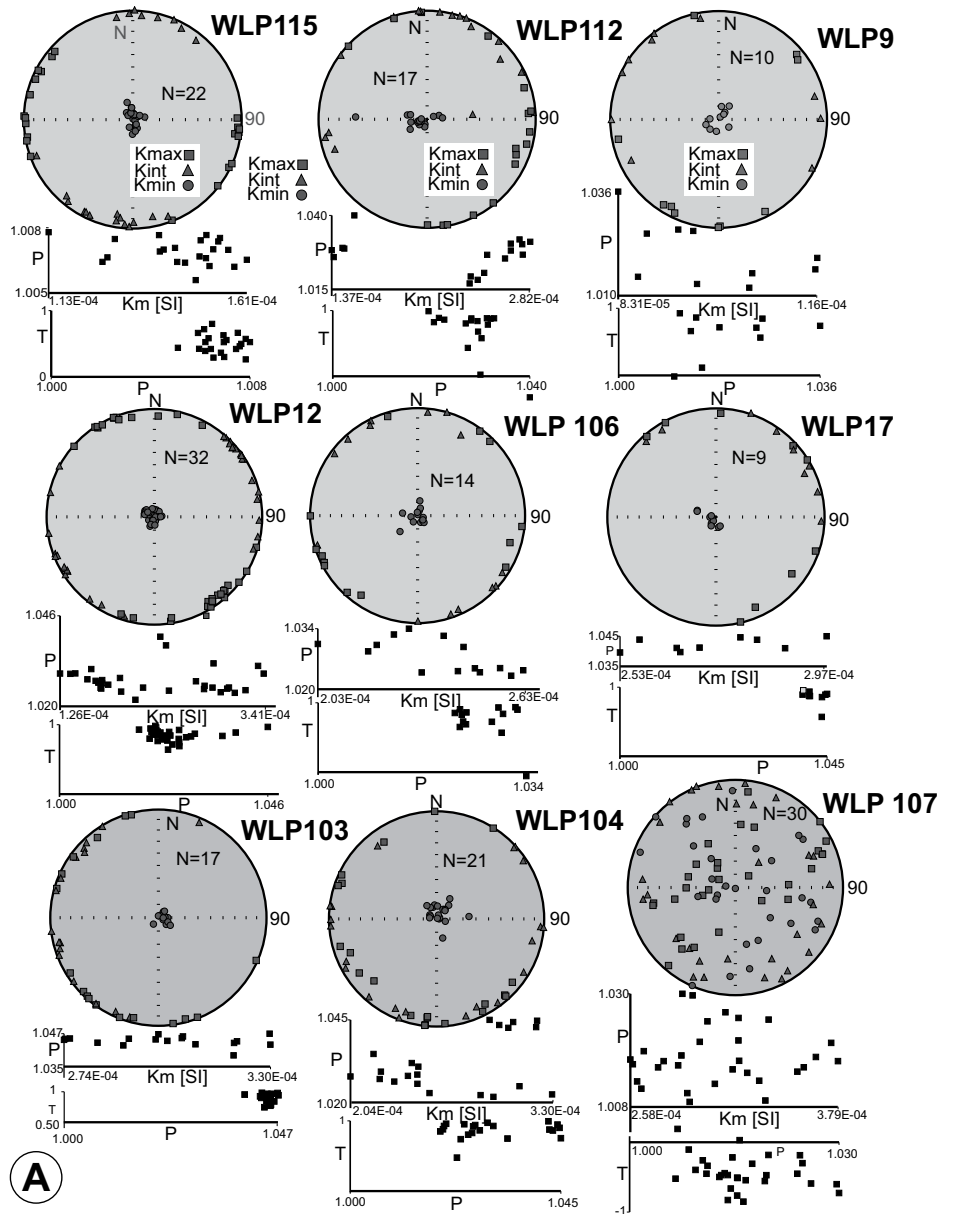 WLP115
N
N=22
90
Kmax
Kint
Kmin
Kmax
Kint
Kmin
1.008
P
1.005
1.13E-04
Km [SI]
1.61E-04
1
T
0
1.000
P
1.008
WLP112
N
N=17
90
Kmax
Kint
Kmin
1.040
P
1.015
1.37E-04
Km [SI]
2.82E-04
1
T
1.000
P
1.040
WLP9
N
N=10
90
Kmax
Kint
Kmin
1.036
P
1.010
8.31E-05
Km [SI]
1.16E-04
1
T
1.000
P
1.036
WLP12
N
N=32
90
1.046
P
1.020
1.26E-04
Km [SI]
3.41E-04
1
T
1.000
P
1.046
WLP 106
N
N=14
90
1.034
P
1.020
2.03E-04
Km [SI]
2.63E-04
1
T
1.000
P
1.034
WLP17
N
N=9
90
1.045
P
1.035
2.53E-04
Km [SI]
2.97E-04
1
T
1.000
P
1.045
WLP103
N
N=17
90
1.047
P
1.035
2.74E-04
Km [SI]
3.30E-04
1
T
0.50
1.000
P
1.047
WLP104
N
N=21
90
1.045
P
1.020
2.04E-04
Km [SI]
3.30E-04
1
T
1.000
P
1.045
WLP 107
N
N=30
90
1.030
P
1.008
2.58E-04
Km [SI]
3.79E-04
1
1.000
P
1.030
T
-1
A